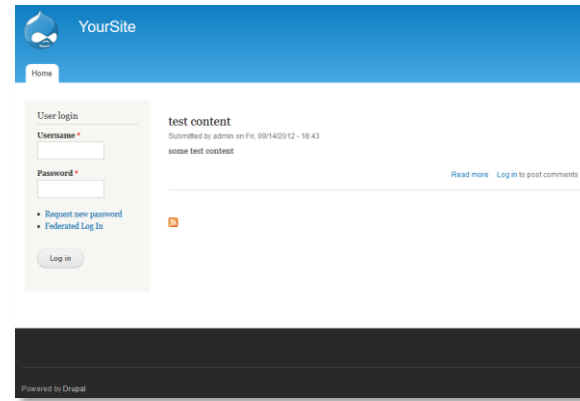 YourSite
Home
User login
Username *
Password *
Request new password
Federated Log In
Log in
test content
Submitted by admin on Fri, 09/14/2012 - 18:43
some test content
Read more Log in to post comments
Powered by Drupal